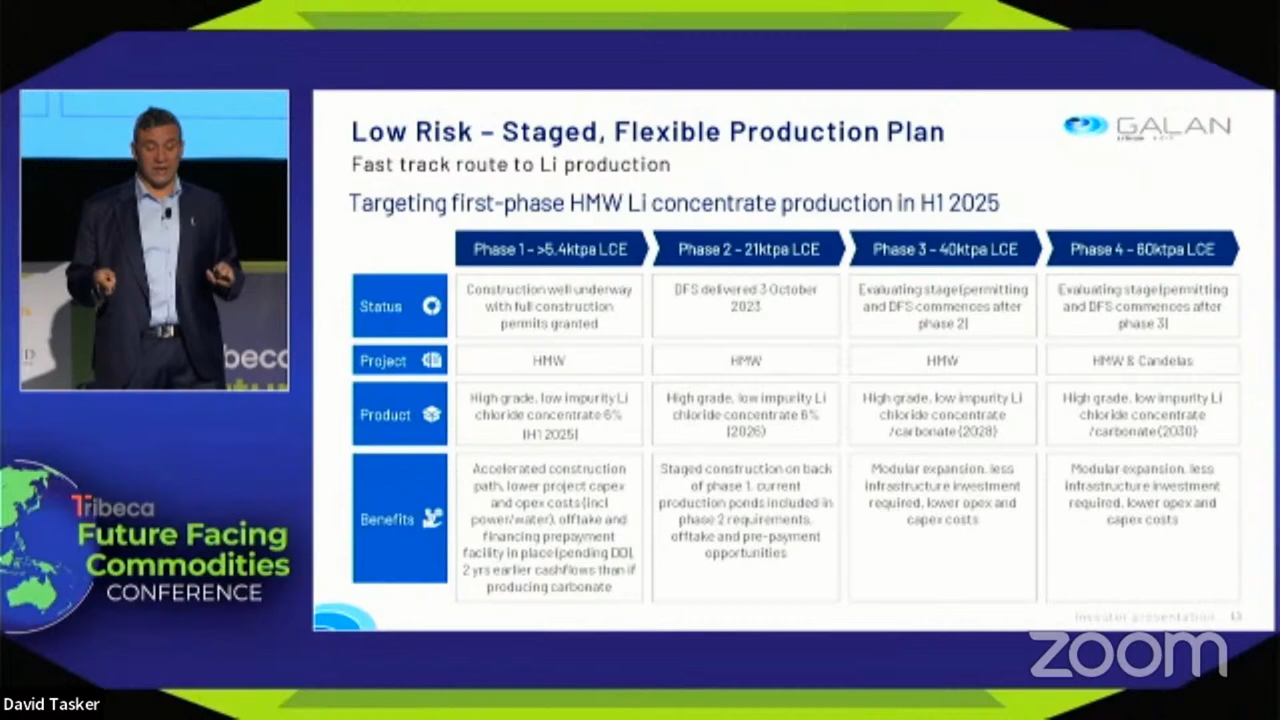 Low Risk – Staged, Flexible Production Plan
GALAN
Fast track route to Li production
Targeting first-phase HMW Li concentrate production in H1 2025
Phase 1 - >5.4ktpa LCE
Phase 2 - 21ktpa LCE
Phase 3 - 40ktpa LCE
Phase 4 - 60ktpa LCE
Status
Construction well underway
with full construction
permits granted
DFS delivered 3 October
2023
Evaluating stage (permitting
and DFS commences after
phase 2)
Evaluating stage (permitting
and DFS commences after
phase 3)
Project
HMW
HMW
HMW
HMW & Candelas
Product
High grade, low impurity Li
chloride concentrate 6%
(H1 2025)
High grade, low impurity Li
chloride concentrate 6%
(2026)
High grade, low impurity Li
chloride concentrate
/carbonate (2028)
High grade, low impurity Li
chloride concentrate
/carbonate (2030)
Benefits
Accelerated construction
path, lower project capex
and opex costs (incl
power/water), offtake and
financing prepayment
facility in place (pending DD),
2 yrs earlier cashflows than if
producing carbonate
Staged construction on back
of phase 1, current
production ponds included in
phase 2 requirements,
offtake and pre-payment
opportunities
Modular expansion, less
infrastructure investment
required, lower opex and
capex costs
Modular expansion, less
infrastructure investment
required, lower opex and
capex costs
Investor presentation
Tribeca
Future Facing
Commodities
CONFERENCE
zoom
David Tasker